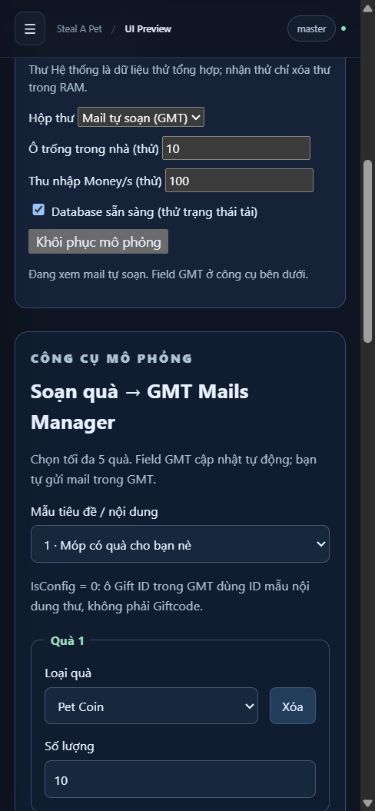 Steal A Pet / UI Preview master
Thư Hệ thống là dữ liệu thử tổng hợp; nhận thử chỉ xóa thư
trong RAM.
Hộp thư Mail tự soạn (GMT)
Ô trống trong nhà (thử) 10
Thu nhập Money/s (thử) 100
Database sẵn sàng (thử trạng thái tải)
Khôi phục mô phỏng
Đang xem mail tự soạn. Field GMT ở công cụ bên dưới.
CÔNG CỤ MÔ PHỎNG
Soạn quà → GMT Mails
Manager
Chọn tối đa 5 quà. Field GMT cập nhật tự động; bạn
tự gửi mail trong GMT.
Mẫu tiêu đề / nội dung
1 · Móp có quà cho bạn nè
IsConfig = 0: ô Gift ID trong GMT dùng ID mẫu nội
dung thư, không phải Giftcode.
Quà 1
Loại quà
Pet Coin Xóa
Số lượng
10